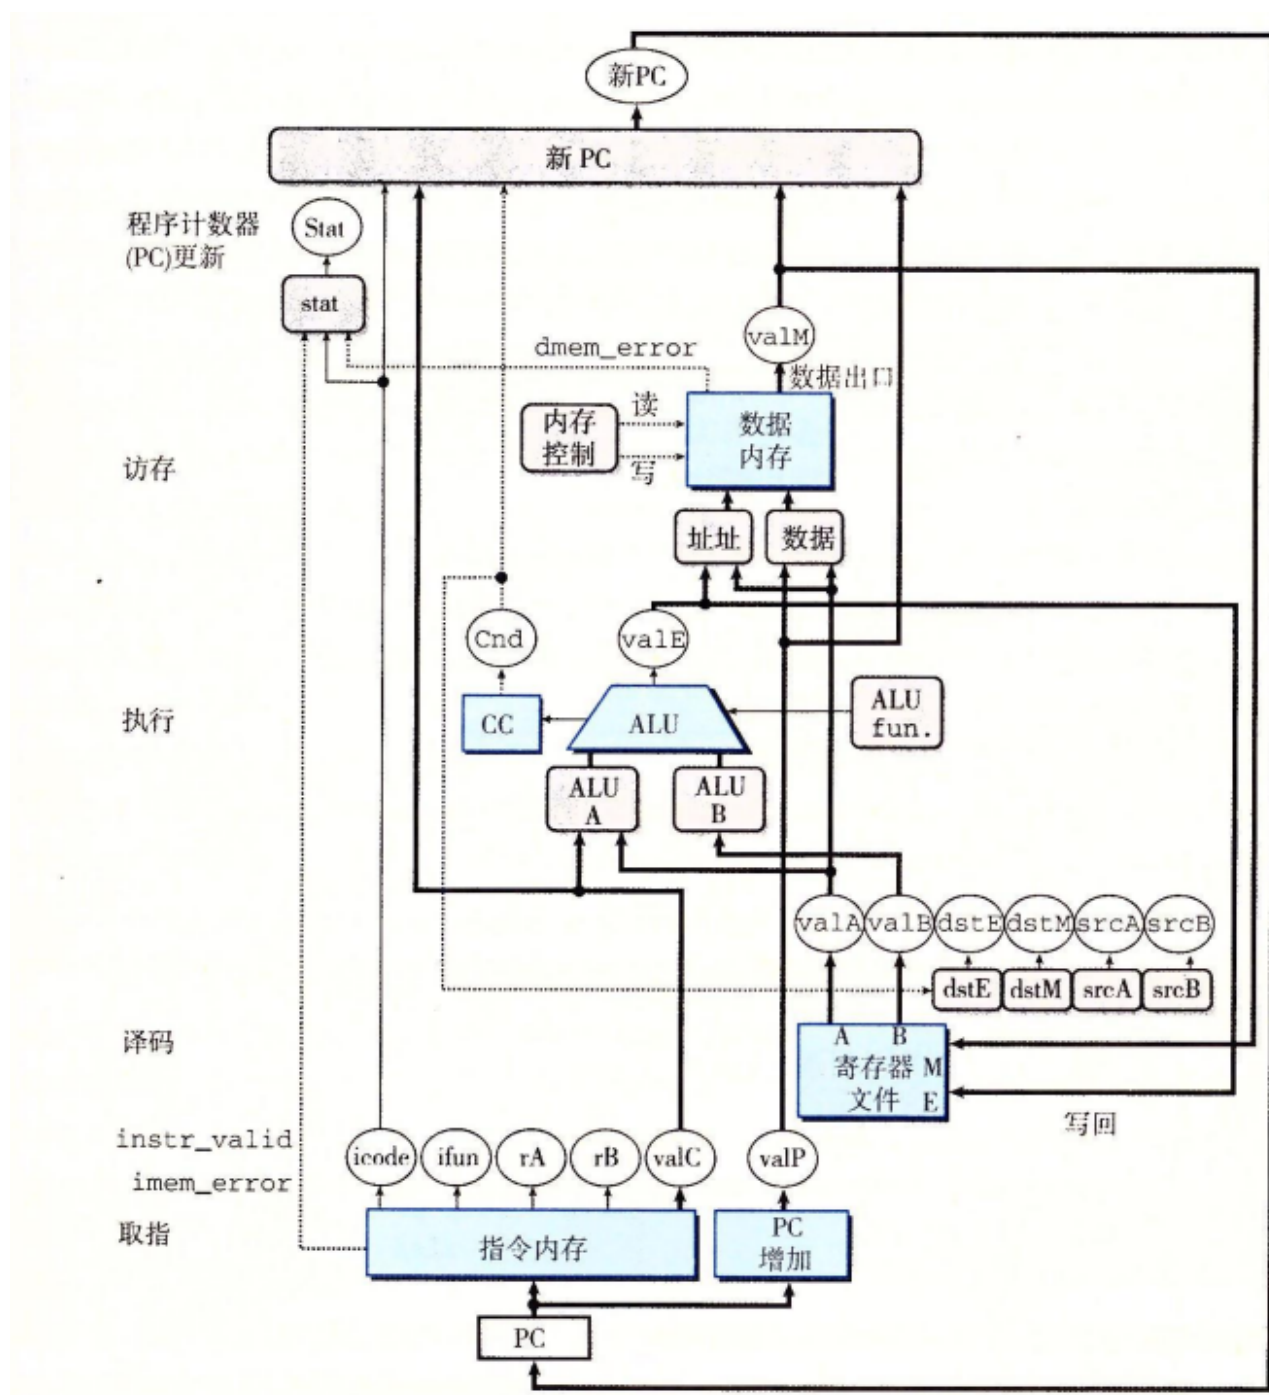 新PC
新 PC
程序计数器
(PC)更新
Stat
stat
valM
dmem_error
数据出口
内存
控制
读
写
数据
内存
访存
址址
数据
Cnd
valE
执行
CC
ALU
ALU
fun.
ALU
A
ALU
B
valA
valB
dstE
dstM
srcA
srcB
dstE
dstM
srcA
srcB
译码
A
B
寄存器
M
文件
E
写回
instr_valid
imem_error
取指
icode
ifun
rA
rB
valC
valP
指令内存
PC
增加
PC